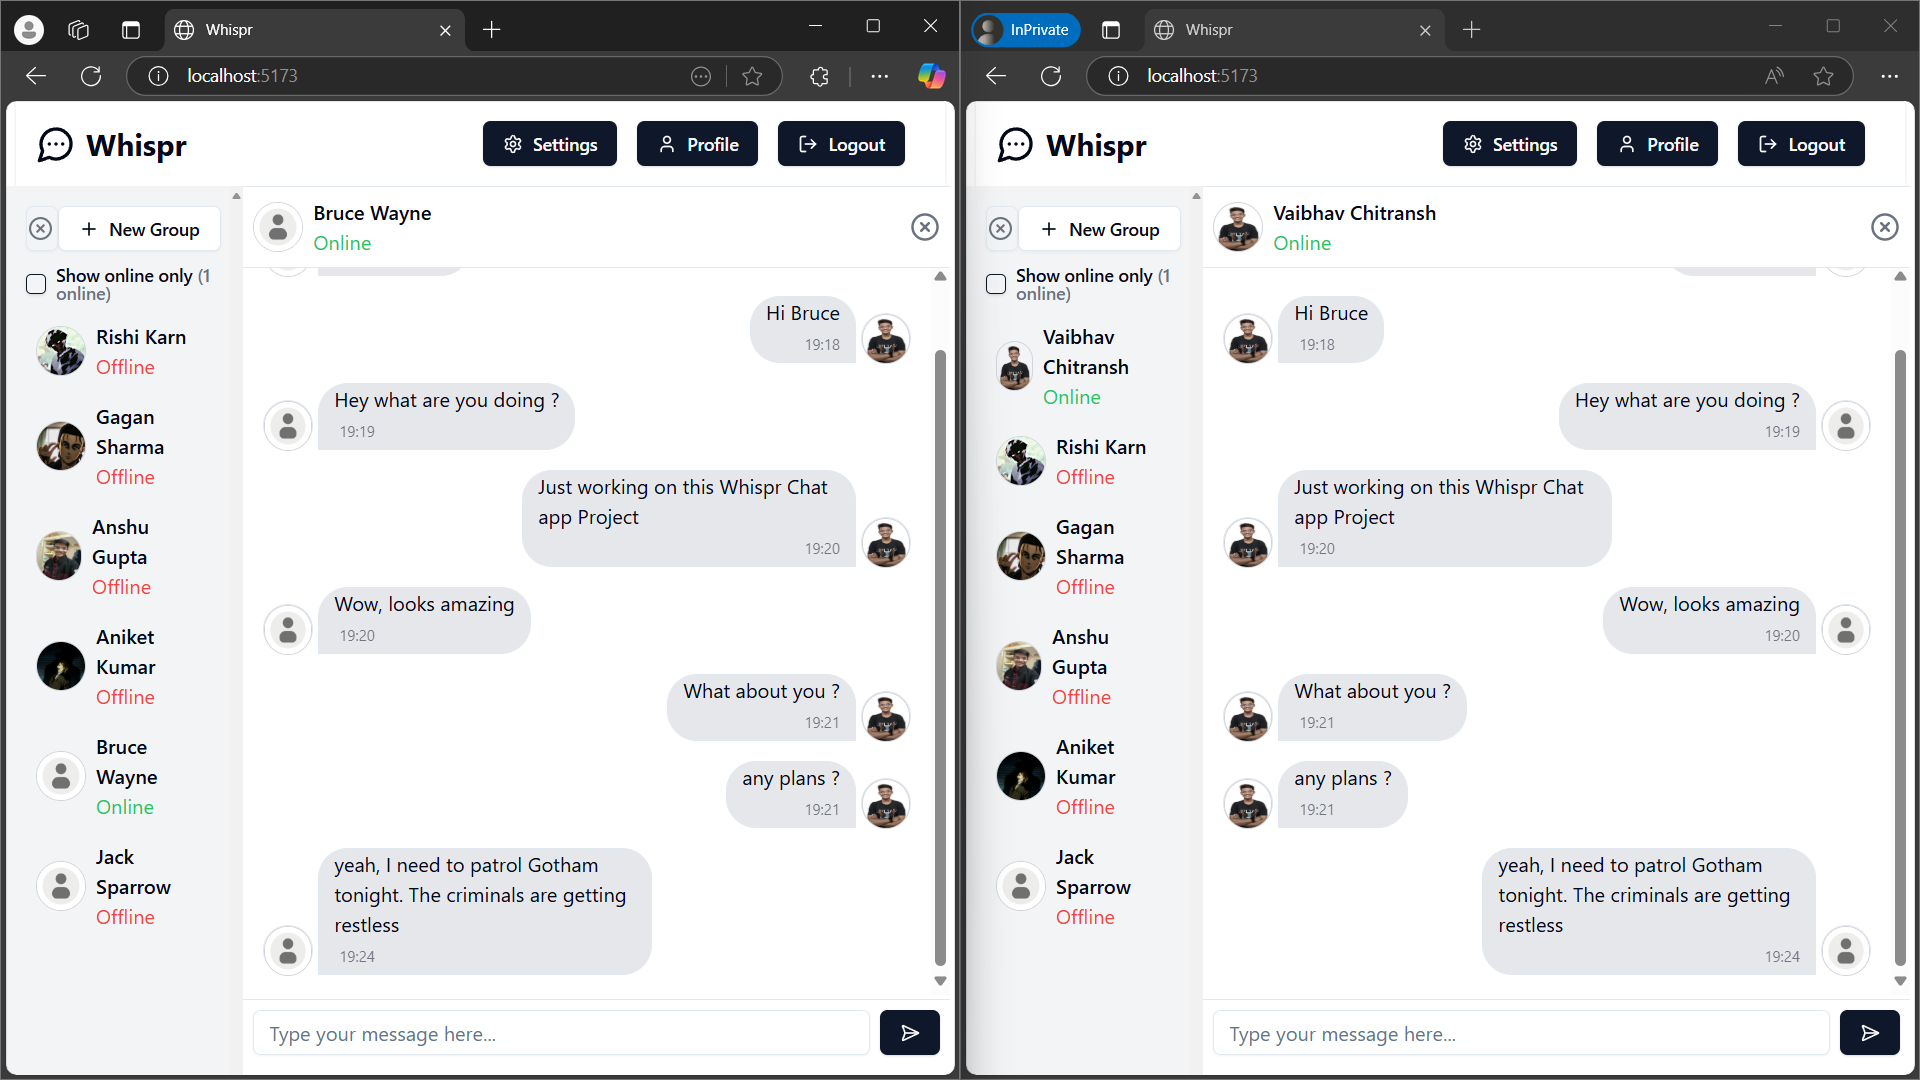 Whispr
localhost:5173
Whispr
Settings
Profile
Logout
New Group
Show online only (1
online)
Rishi Karn
Offline
Gagan
Sharma
Offline
Anshu
Gupta
Offline
Aniket
Kumar
Offline
Bruce
Wayne
Online
Jack
Sparrow
Offline
Bruce Wayne
Online
Hi Bruce
19:18
Hey what are you doing ?
19:19
Just working on this Whispr Chat
app Project
19:20
Wow, looks amazing
19:20
What about you ?
19:21
any plans ?
19:21
yeah, I need to patrol Gotham
tonight. The criminals are getting
restless
19:24
Type your message here...
InPrivate
Whispr
localhost:5173
Whispr
Settings
Profile
Logout
New Group
Show online only (1
online)
Vaibhav
Chitransh
Online
Rishi Karn
Offline
Gagan
Sharma
Offline
Anshu
Gupta
Offline
Aniket
Kumar
Offline
Jack
Sparrow
Offline
Vaibhav Chitransh
Online
Hi Bruce
19:18
Hey what are you doing ?
19:19
Just working on this Whispr Chat
app Project
19:20
Wow, looks amazing
19:20
What about you ?
19:21
any plans ?
19:21
yeah, I need to patrol Gotham
tonight. The criminals are getting
restless
19:24
Type your message here...